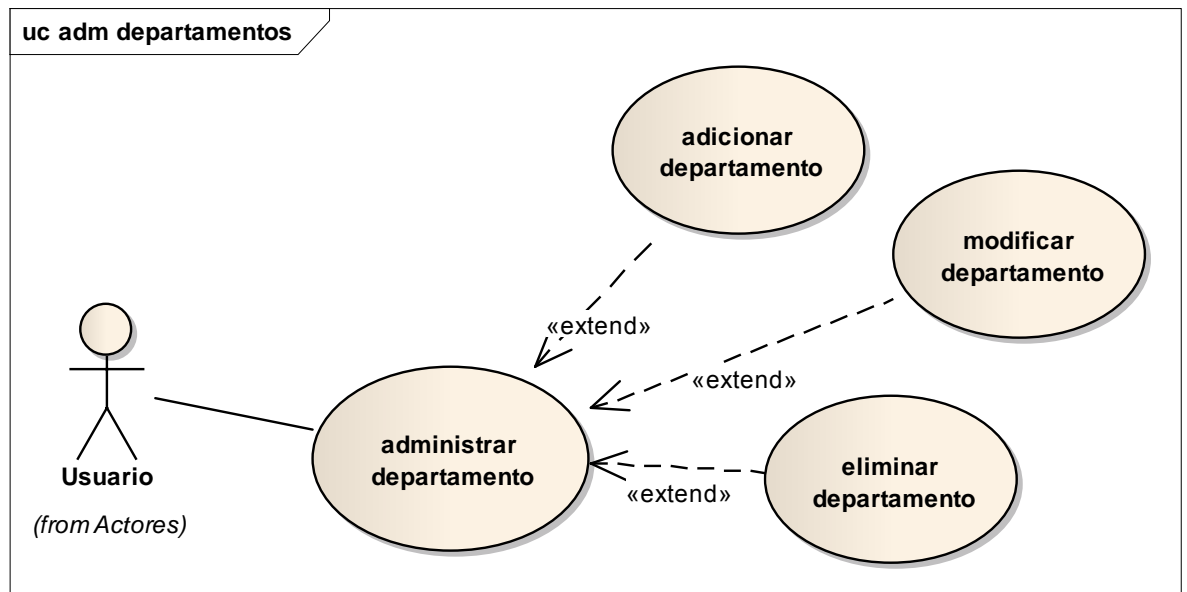 uc adm departamentos
adicionar
departamento
modificar
departamento
«extend»
«extend»
administrar
departamento
eliminar
departamento
«extend»
Usuario
(from Actores)